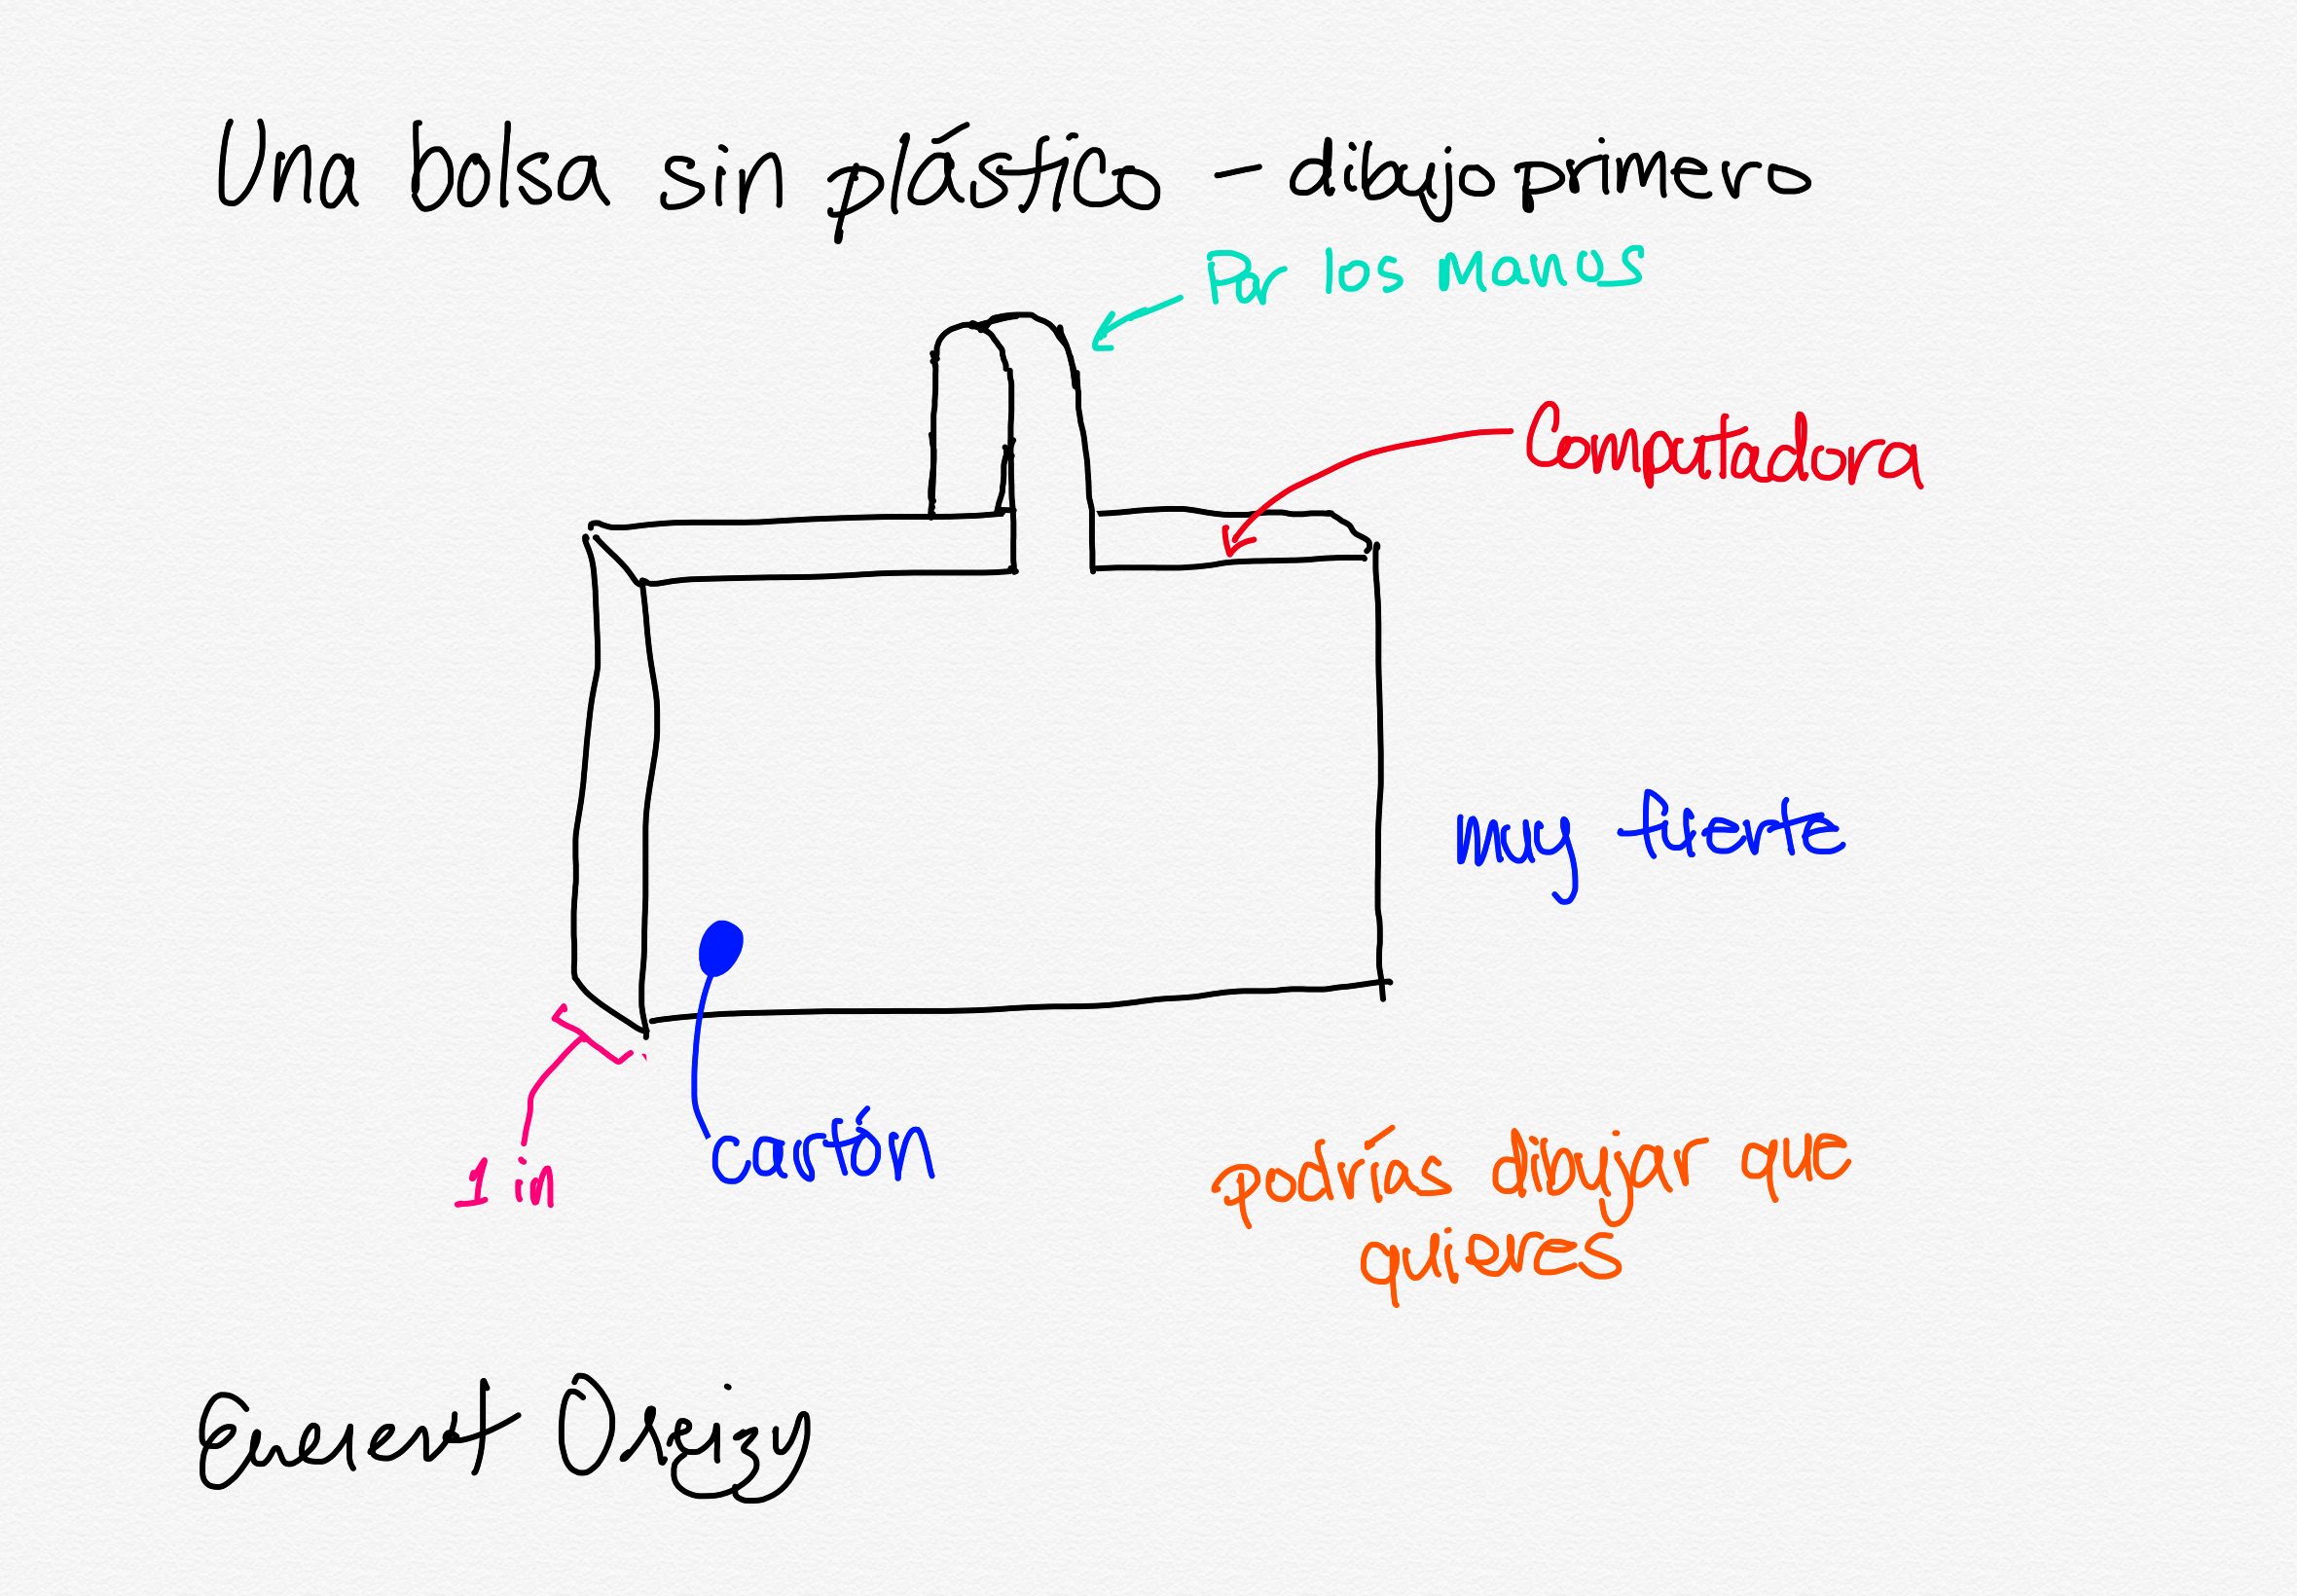 Una bolsa sin plástico - dibujo primero
Por los manos
Computadora
muy fuerte
cartón
1 in
podrías dibujar que
quieres